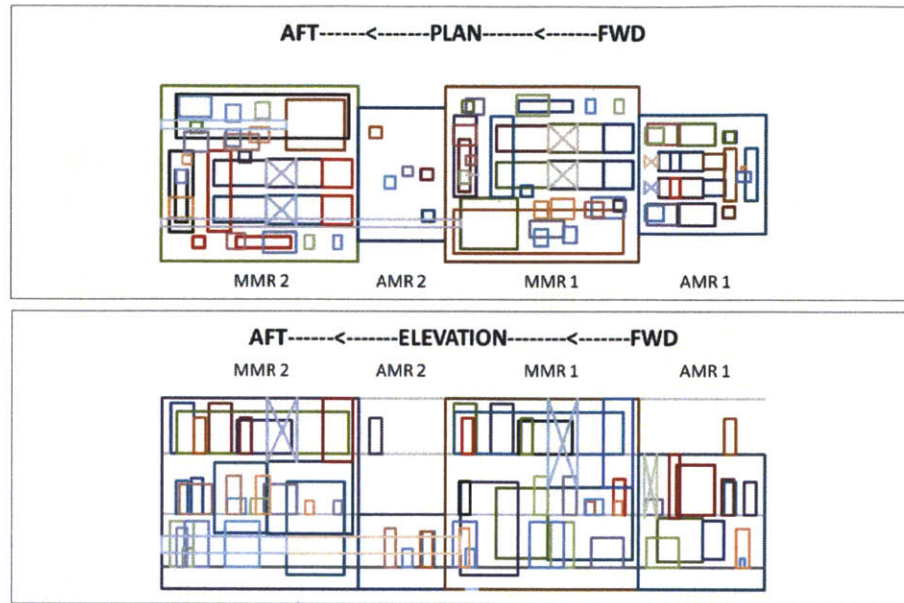 AFT------<-------PLAN-------<----FWD
MMR 2 AMR 2 MMR 1 AMR 1
AFT------<------ELEVATION-------<----FWD
MMR 2 AMR 2 MMR 1 AMR 1